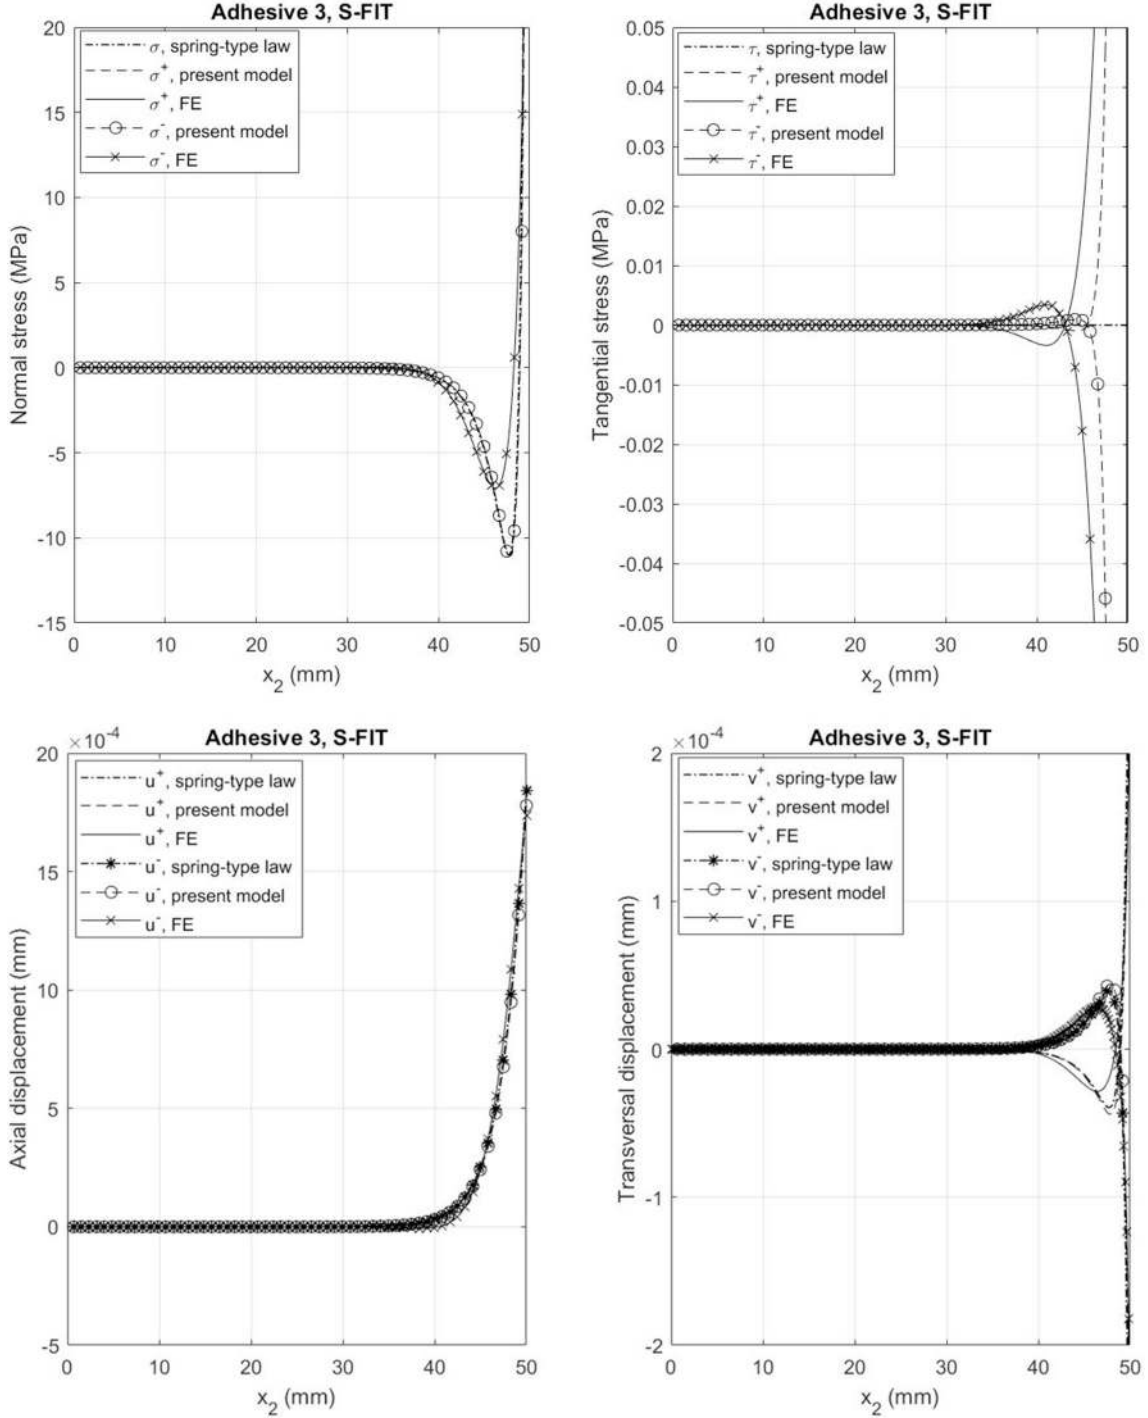 Adhesive 3, S-FIT
σ, spring-type law
σ⁺, present model
σ⁺, FE
σ⁻, present model
σ⁻, FE
20
15
10
5
0
-5
-10
-15
Normal stress (MPa)
0 10 20 30 40 50
x₂ (mm)
Adhesive 3, S-FIT
τ, spring-type law
τ⁺, present model
τ⁺, FE
τ⁻, present model
τ⁻, FE
0.05
0.04
0.03
0.02
0.01
0
-0.01
-0.02
-0.03
-0.04
-0.05
Tangential stress (MPa)
0 10 20 30 40 50
x₂ (mm)
Adhesive 3, S-FIT
×10⁻⁴
u⁺, spring-type law
u⁺, present model
u⁺, FE
u⁻, spring-type law
u⁻, present model
u⁻, FE
20
15
10
5
0
-5
Axial displacement (mm)
0 10 20 30 40 50
x₂ (mm)
Adhesive 3, S-FIT
×10⁻⁴
v⁺, spring-type law
v⁺, present model
v⁺, FE
v⁻, spring-type law
v⁻, present model
v⁻, FE
2
1
0
-1
-2
Transversal displacement (mm)
0 10 20 30 40 50
x₂ (mm)